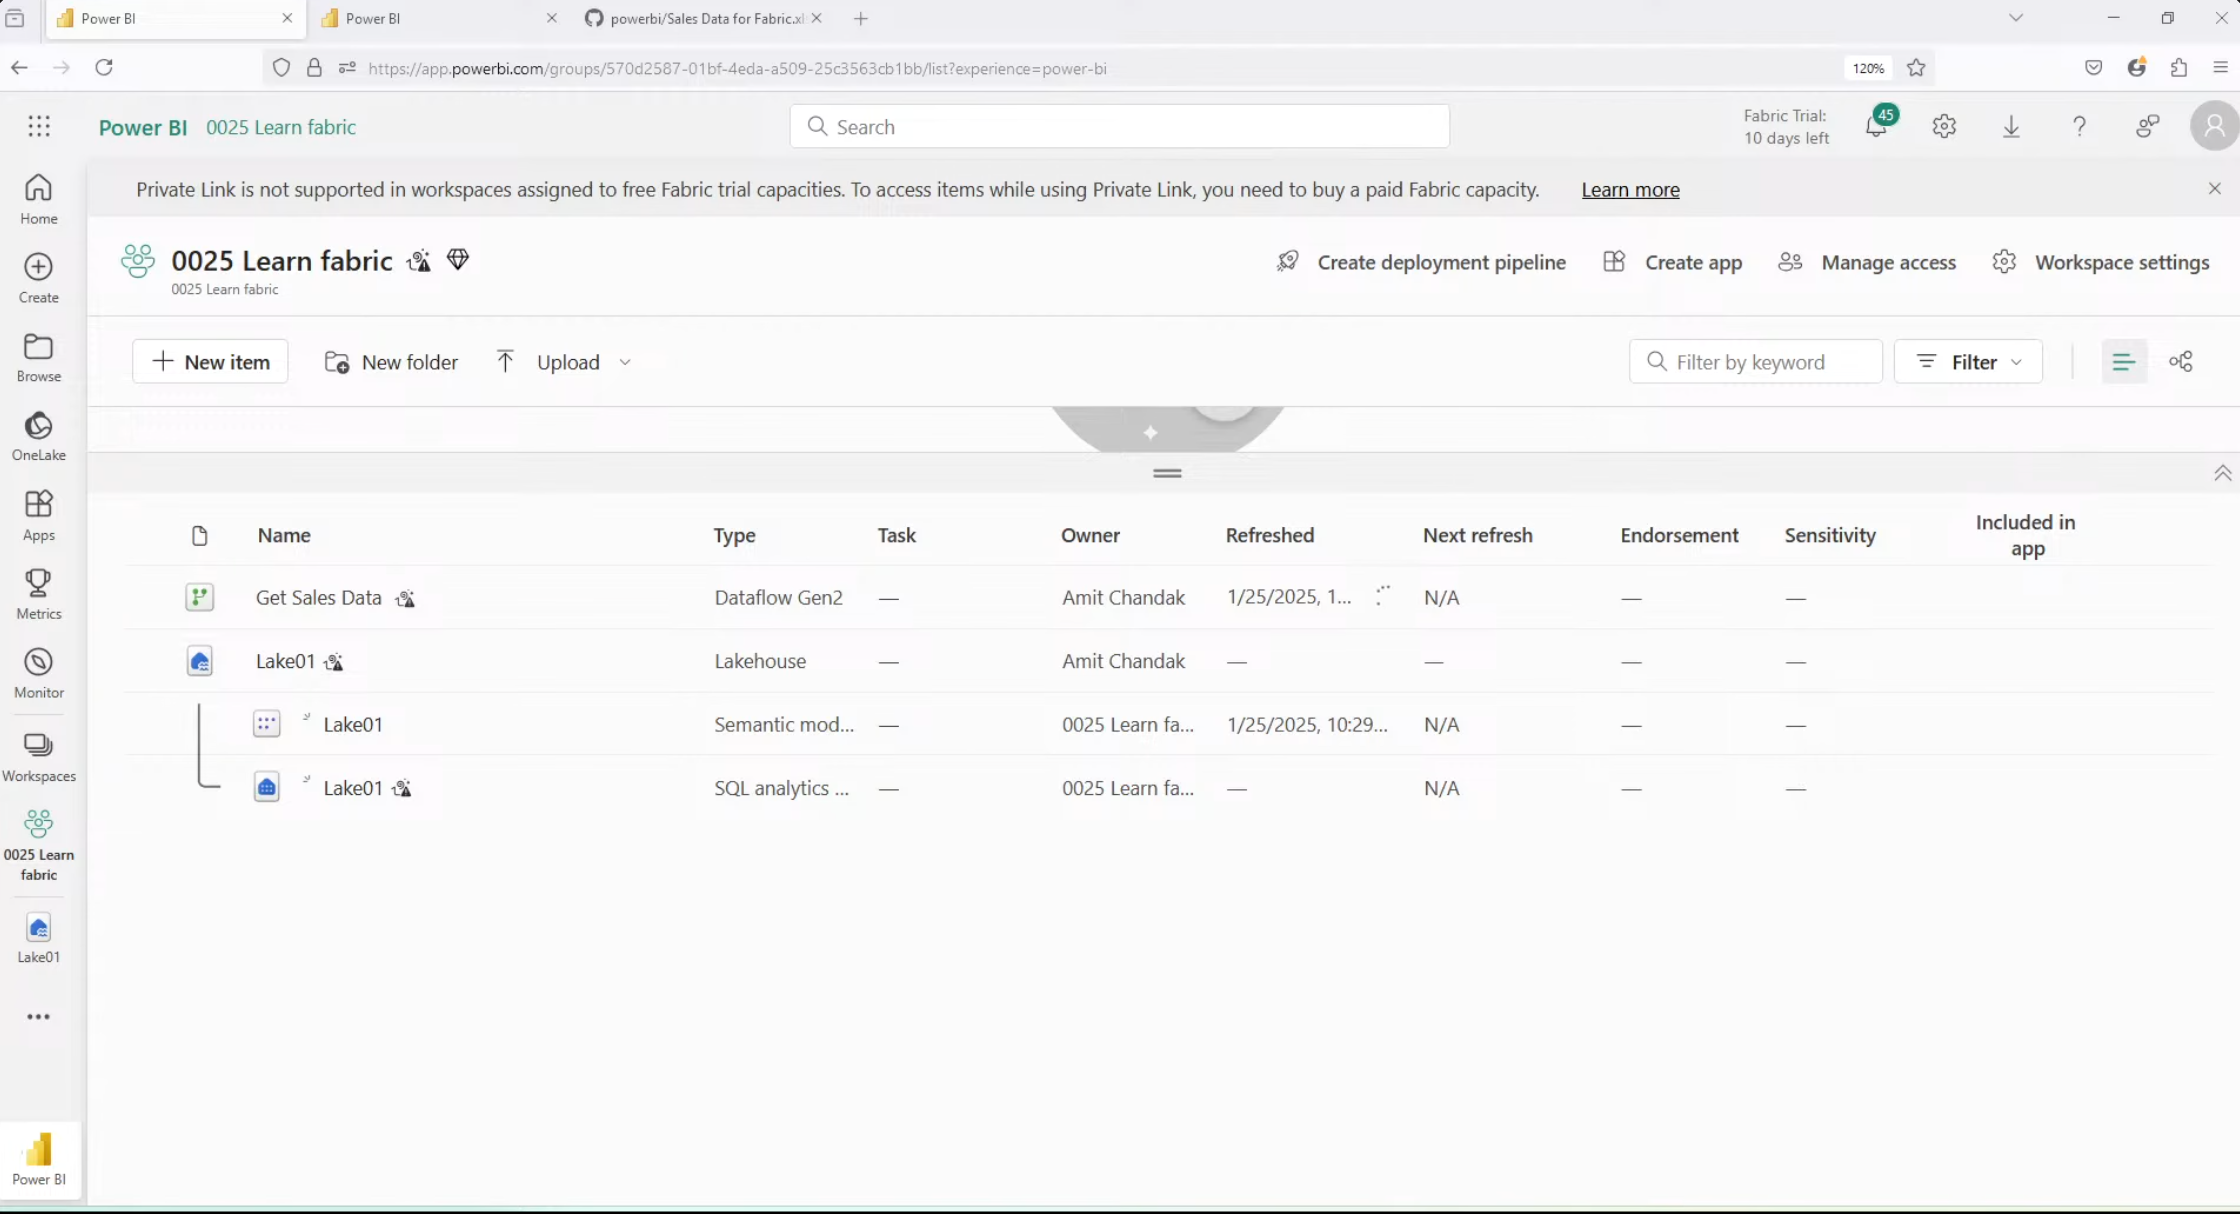 Power BI
Power BI
powerbi/Sales Data for Fabric.xl
https://app.powerbi.com/groups/570d2587-01bf-4eda-a509-25c3563cb1bb/list?experience=power-bi
120%
Power BI 0025 Learn fabric
Search
Fabric Trial:
10 days left
45
Private Link is not supported in workspaces assigned to free Fabric trial capacities. To access items while using Private Link, you need to buy a paid Fabric capacity. Learn more
Home
Create
Browse
OneLake
Apps
Metrics
Monitor
Workspaces
0025 Learn
fabric
Lake01
Power BI
0025 Learn fabric
0025 Learn fabric
Create deployment pipeline Create app Manage access Workspace settings
New item New folder Upload
Filter by keyword Filter
Name Type Task Owner Refreshed Next refresh Endorsement Sensitivity Included in
app
Get Sales Data Dataflow Gen2 — Amit Chandak 1/25/2025, 1... N/A — —
Lake01 Lakehouse — Amit Chandak — — — —
Lake01 Semantic mod... — 0025 Learn fa... 1/25/2025, 10:29... N/A — —
Lake01 SQL analytics ... — 0025 Learn fa... — N/A — —